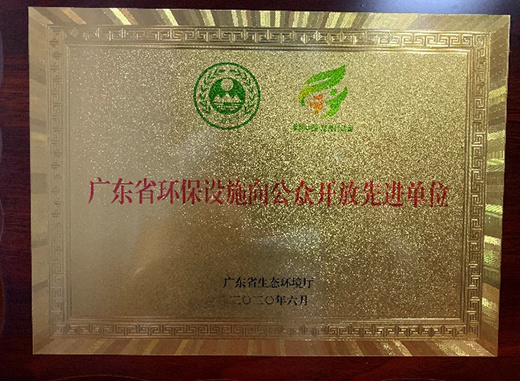 广东省环保设施向公众开放先进单位
广东省生态环境厅
二〇二〇年六月